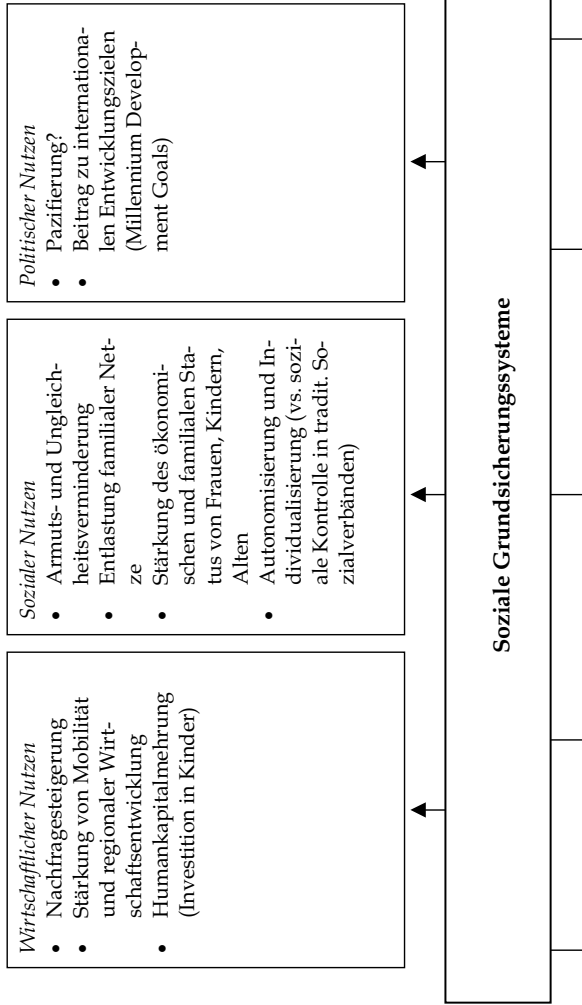 Wirtschaftlicher Nutzen
• Nachfragesteigerung
• Stärkung von Mobilität
und regionaler Wirt-
schaftsentwicklung
• Humankapitalmehrung
(Investition in Kinder)
Sozialer Nutzen
• Armuts- und Ungleich-
heitsverminderung
• Entlastung familialer Net-
ze
• Stärkung des ökonomi-
schen und familialen Sta-
tus von Frauen, Kindern,
Alten
• Autonomisierung und In-
dividualisierung (vs. sozi-
ale Kontrolle in tradit. So-
zialverbänden)
Politischer Nutzen
• Pazifierung?
• Beitrag zu internationa-
len Entwicklungszielen
(Millennium Develop-
ment Goals)
Soziale Grundsicherungssysteme